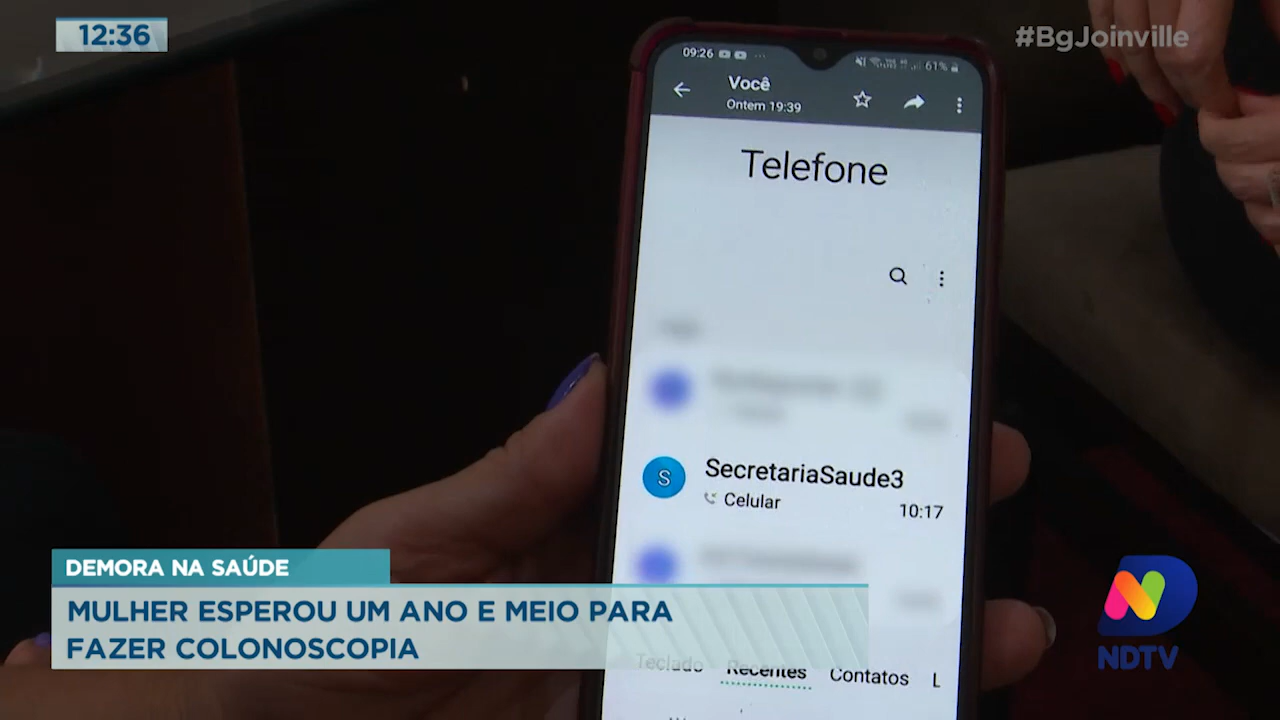 12:36
#BgJoinville
09:26
61%
Você
Ontem 19:39
Telefone
S
SecretariaSaude3
Celular
10:17
DEMORA NA SAÚDE
MULHER ESPEROU UM ANO E MEIO PARA
FAZER COLONOSCOPIA
Teclado Recentes Contatos L
NDTV